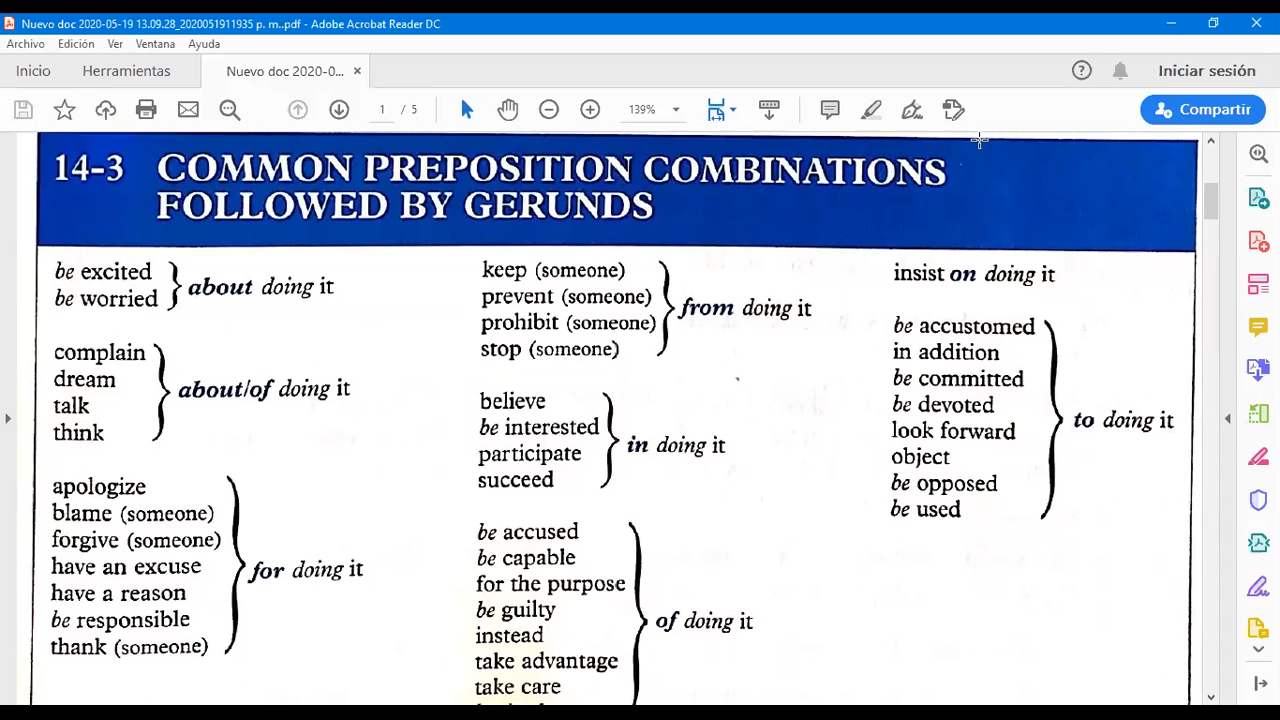 Nuevo doc 2020-05-19 13.09.28_2020051911935 p. m..pdf - Adobe Acrobat Reader DC
Archivo Edición Ver Ventana Ayuda
Inicio Herramientas Nuevo doc 2020-0... × Iniciar sesión
1 / 5 139% Compartir
14-3 COMMON PREPOSITION COMBINATIONS
FOLLOWED BY GERUNDS
be excited
be worried
about doing it
complain
dream
talk
think
about/of doing it
apologize
blame (someone)
forgive (someone)
have an excuse
have a reason
be responsible
thank (someone)
for doing it
keep (someone)
prevent (someone)
prohibit (someone)
stop (someone)
from doing it
believe
be interested
participate
succeed
in doing it
be accused
be capable
for the purpose
be guilty
instead
take advantage
take care
of doing it
insist on doing it
be accustomed
in addition
be committed
be devoted
look forward
object
be opposed
be used
to doing it